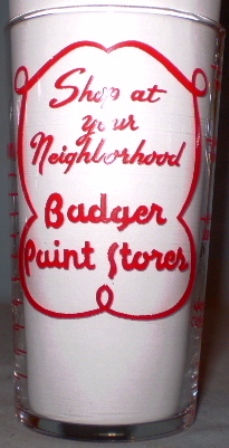 Shop at
your
Neighborhood
Badger
Paint Stores